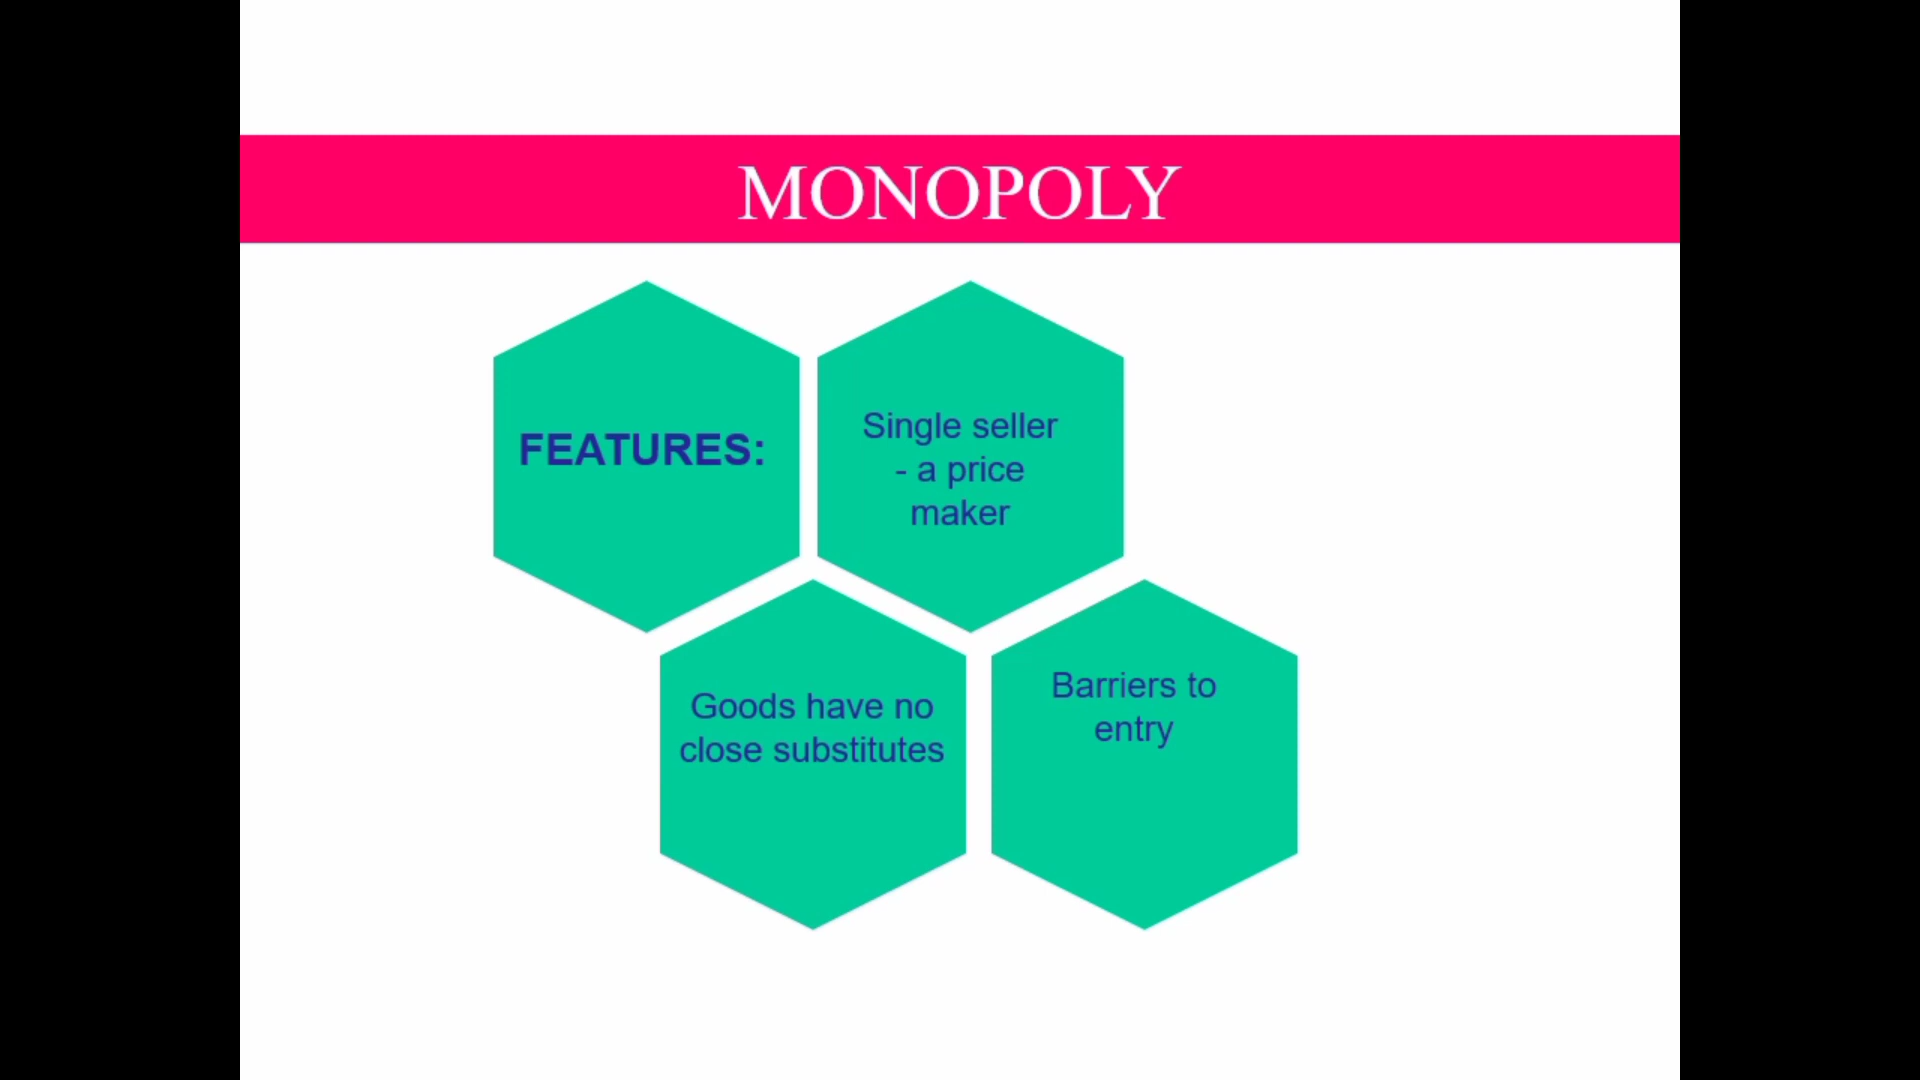 MONOPOLY
FEATURES:
Single seller
- a price
maker
Goods have no
close substitutes
Barriers to
entry